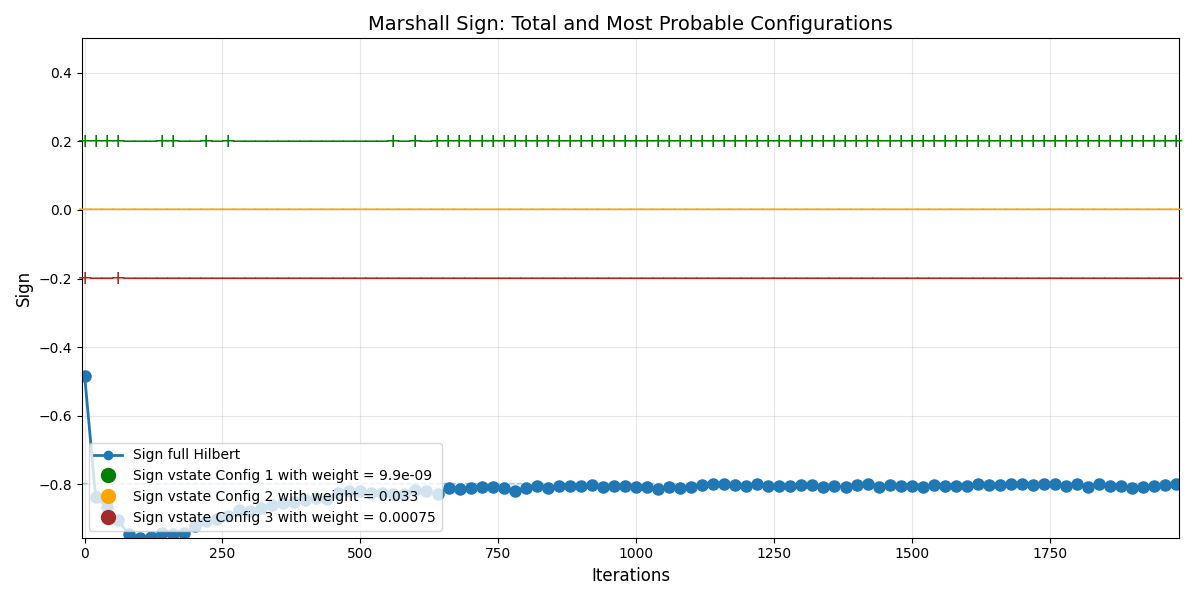 Marshall Sign: Total and Most Probable Configurations
Sign
0.4
0.2
0.0
−0.2
−0.4
−0.6
−0.8
Sign full Hilbert
Sign vstate Config 1 with weight = 9.9e-09
Sign vstate Config 2 with weight = 0.033
Sign vstate Config 3 with weight = 0.00075
0 250 500 750 1000 1250 1500 1750
Iterations